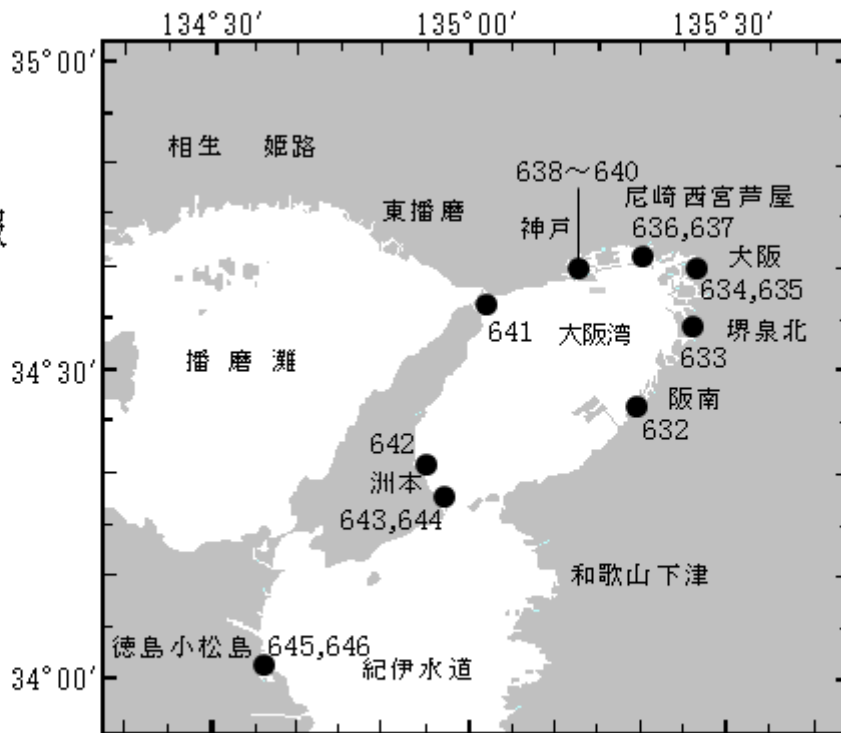 134°30′ 135°00′ 135°30′
35°00′
相生 姫路
638～640
尼崎西宮芦屋
東播磨
神戸
636,637
大阪
634,635
641
大阪湾
堺泉北
633
播磨灘
34°30′
阪南
632
642
洲本
643,644
和歌山下津
徳島小松島
645,646
紀伊水道
34°00′